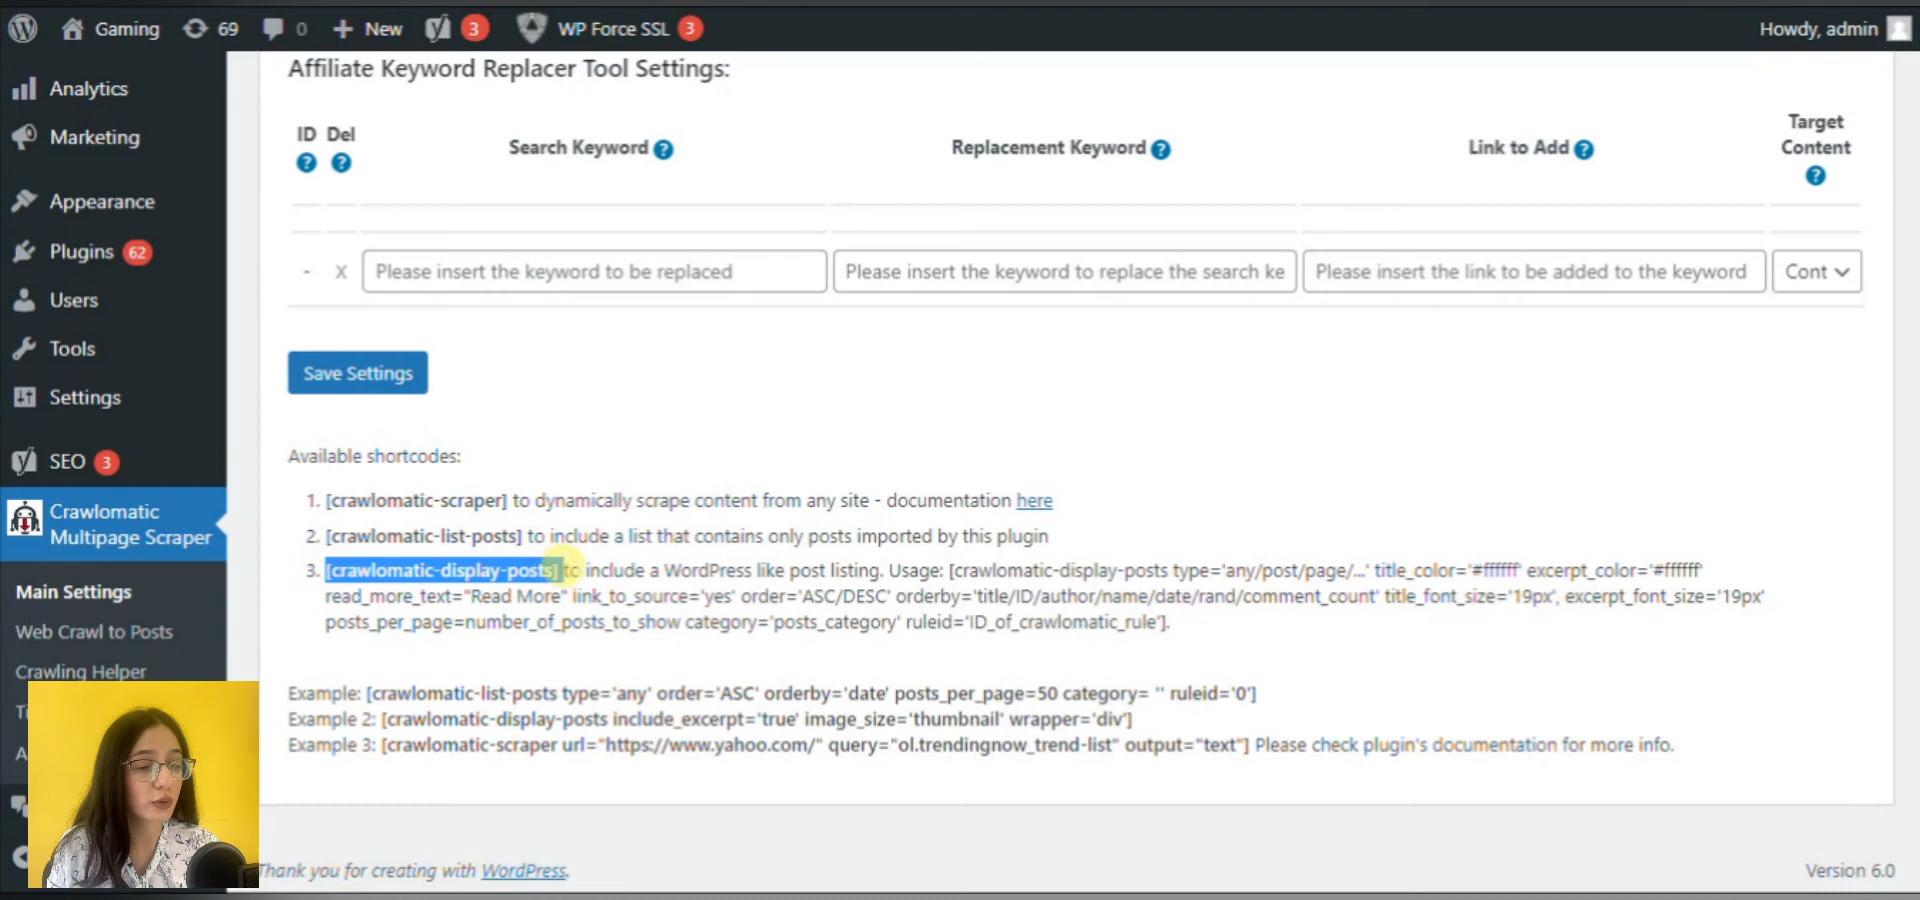 Gaming 69 0 New 3 WP Force SSL 3 Howdy, admin
Analytics
Marketing
Appearance
Plugins 62
Users
Tools
Settings
SEO 3
Crawlomatic
Multipage Scraper
Main Settings
Web Crawl to Posts
Crawling Helper
Affiliate Keyword Replacer Tool Settings:
ID Del Search Keyword Replacement Keyword Link to Add Target Content
- X Please insert the keyword to be replaced Please insert the keyword to replace the search ke Please insert the link to be added to the keyword Cont
Save Settings
Available shortcodes:
1. [crawlomatic-scraper] to dynamically scrape content from any site - documentation here
2. [crawlomatic-list-posts] to include a list that contains only posts imported by this plugin
3. [crawlomatic-display-posts] to include a WordPress like post listing. Usage: [crawlomatic-display-posts type='any/post/page/...' title_color='#ffffff' excerpt_color='#ffffff'
read_more_text="Read More" link_to_source='yes' order='ASC/DESC' orderby='title/ID/author/name/date/rand/comment_count' title_font_size='19px', excerpt_font_size='19px'
posts_per_page=number_of_posts_to_show category='posts_category' ruleid='ID_of_crawlomatic_rule'].
Example: [crawlomatic-list-posts type='any' order='ASC' orderby='date' posts_per_page=50 category= '' ruleid='0']
Example 2: [crawlomatic-display-posts include_excerpt='true' image_size='thumbnail' wrapper='div']
Example 3: [crawlomatic-scraper url="https://www.yahoo.com/" query="ol.trendingnow_trend-list" output="text"] Please check plugin's documentation for more info.
Thank you for creating with WordPress.
Version 6.0